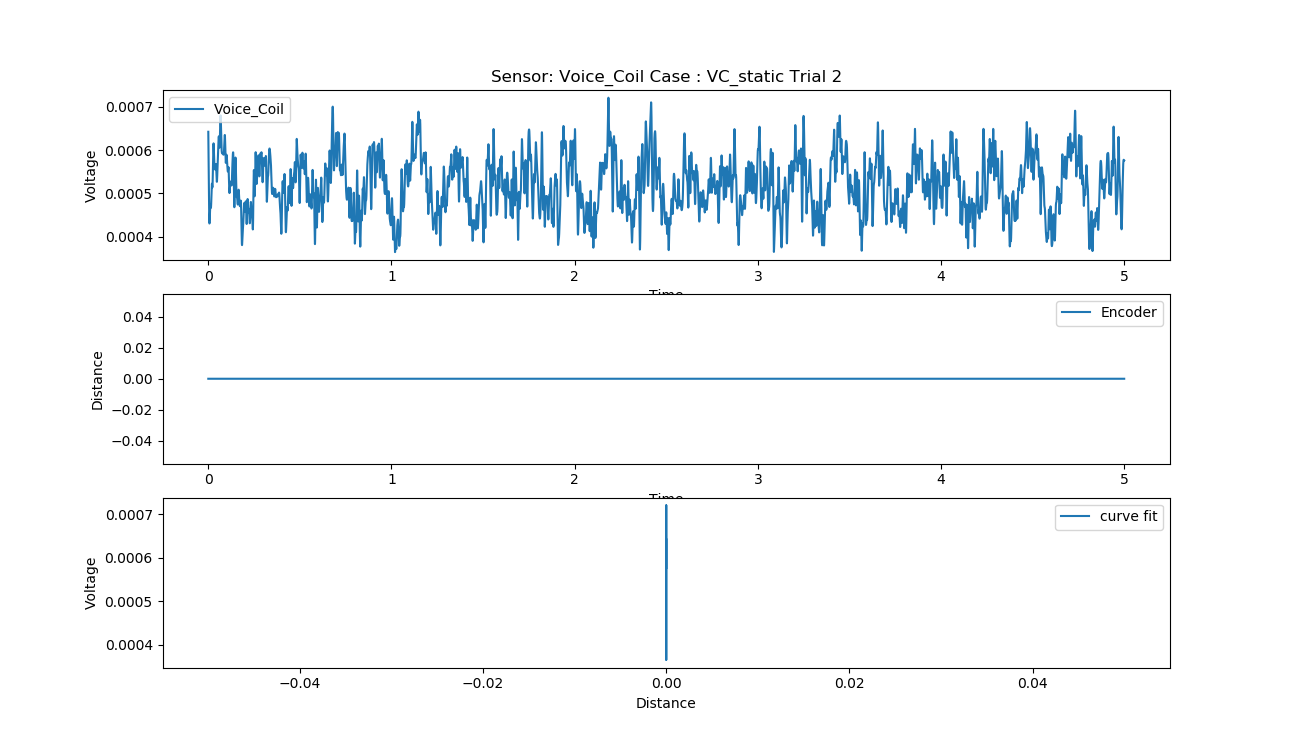 Sensor: Voice_Coil Case : VC_static Trial 2
Voice_Coil
Voltage
0.0007
0.0006
0.0005
0.0004
0 1 2 3 4 5
Time
Encoder
Distance
0.04
0.02
0.00
−0.02
−0.04
0 1 2 3 4 5
Time
curve fit
Voltage
0.0007
0.0006
0.0005
0.0004
−0.04 −0.02 0.00 0.02 0.04
Distance